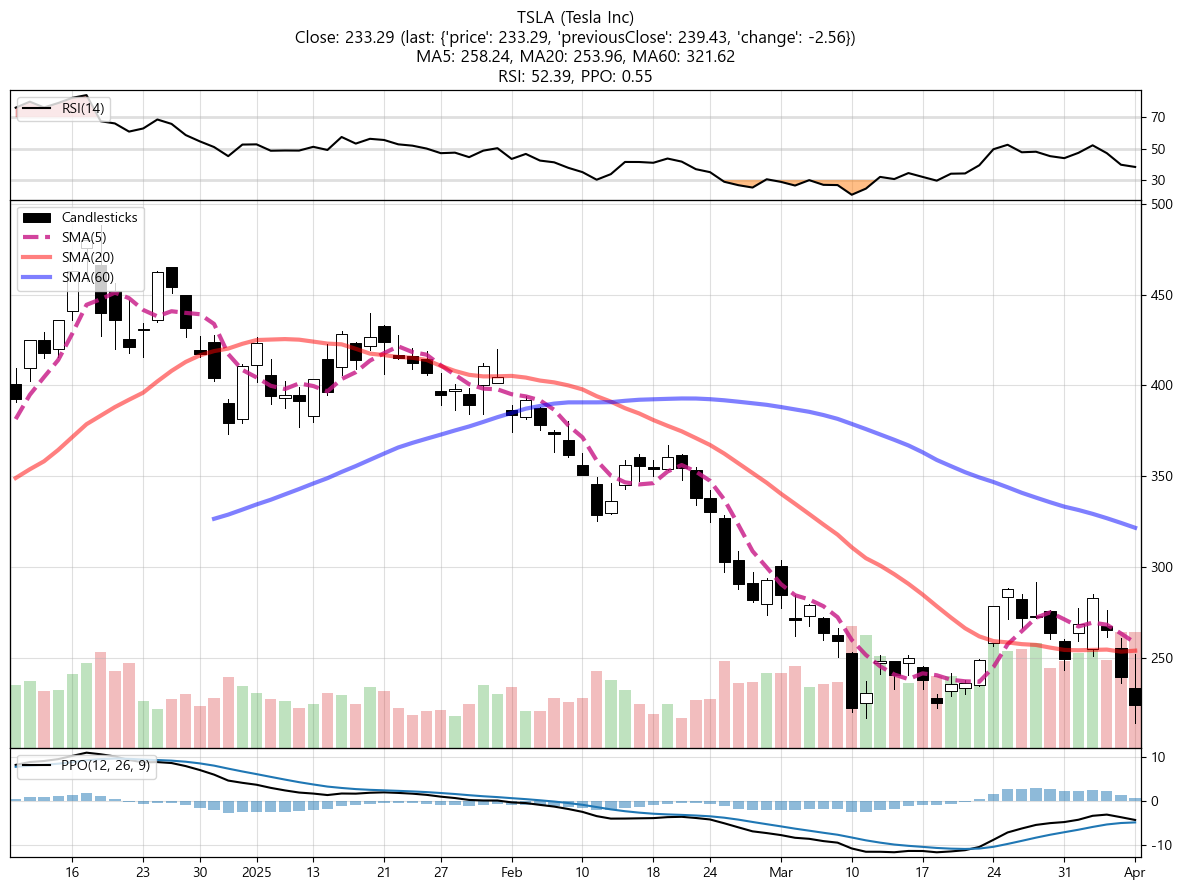 TSLA (Tesla Inc)
Close: 233.29 (last: {'price': 233.29, 'previousClose': 239.43, 'change': -2.56})
MA5: 258.24, MA20: 253.96, MA60: 321.62
RSI: 52.39, PPO: 0.55
RSI(14)
70
50
30
Candlesticks
SMA(5)
SMA(20)
SMA(60)
500
450
400
350
300
250
PPO(12, 26, 9)
10
0
-10
16 23 30 2025 13 21 27 Feb 10 18 24 Mar 10 17 24 31 Apr